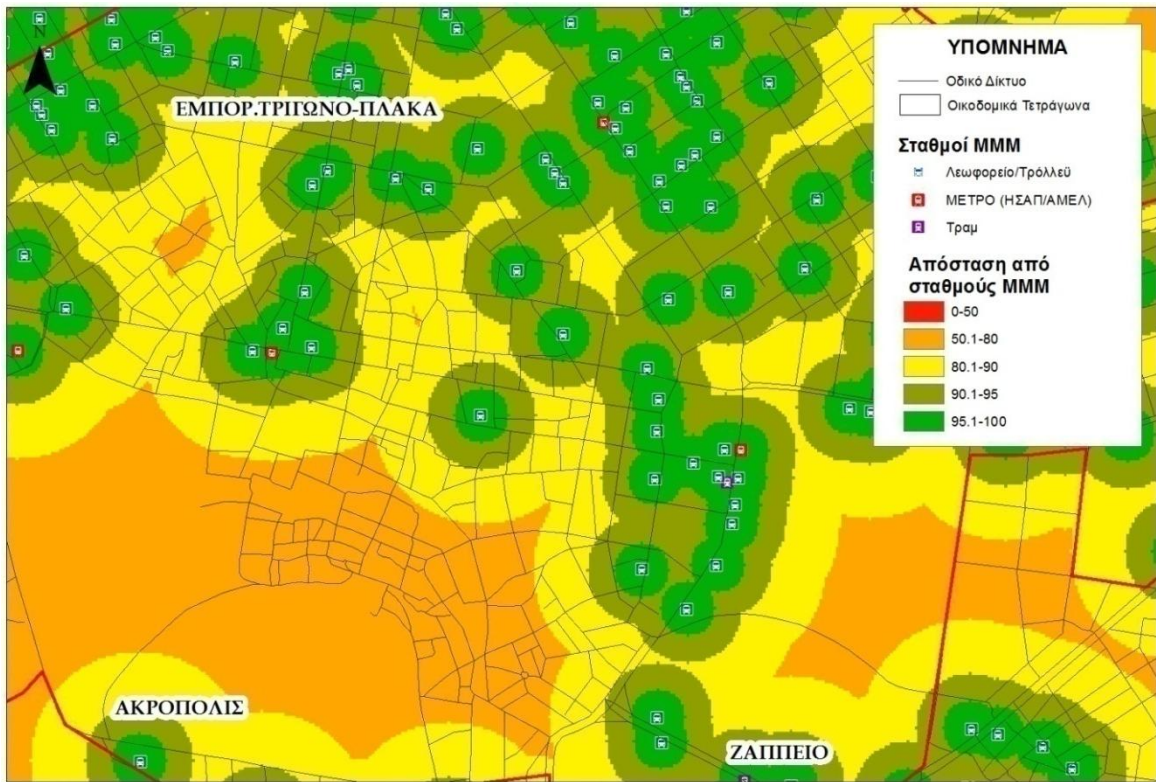 N
ΕΜΠΟΡ.ΤΡΙΓΩΝΟ-ΠΛΑΚΑ
ΑΚΡΟΠΟΛΙΣ
ΖΑΠΠΕΙΟ
ΥΠΟΜΝΗΜΑ
Οδικό Δίκτυο
Οικοδομικά Τετράγωνα
Σταθμοί ΜΜΜ
Λεωφορείο/Τρόλλεϋ
ΜΕΤΡΟ (ΗΣΑΠ/ΑΜΕΛ)
Τραμ
Απόσταση από
σταθμούς ΜΜΜ
0-50
50.1-80
80.1-90
90.1-95
95.1-100